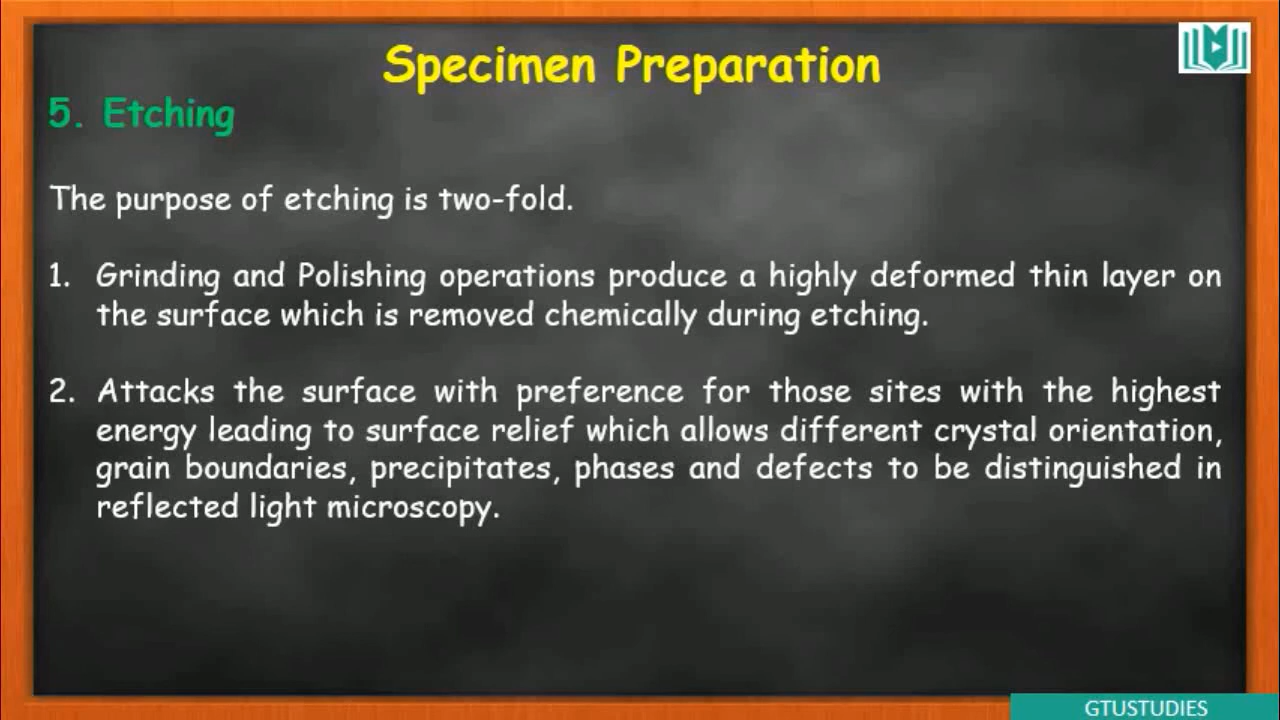 Specimen Preparation
5. Etching
The purpose of etching is two-fold.
1. Grinding and Polishing operations produce a highly deformed thin layer on
the surface which is removed chemically during etching.
2. Attacks the surface with preference for those sites with the highest
energy leading to surface relief which allows different crystal orientation,
grain boundaries, precipitates, phases and defects to be distinguished in
reflected light microscopy.
GTUSTUDIES